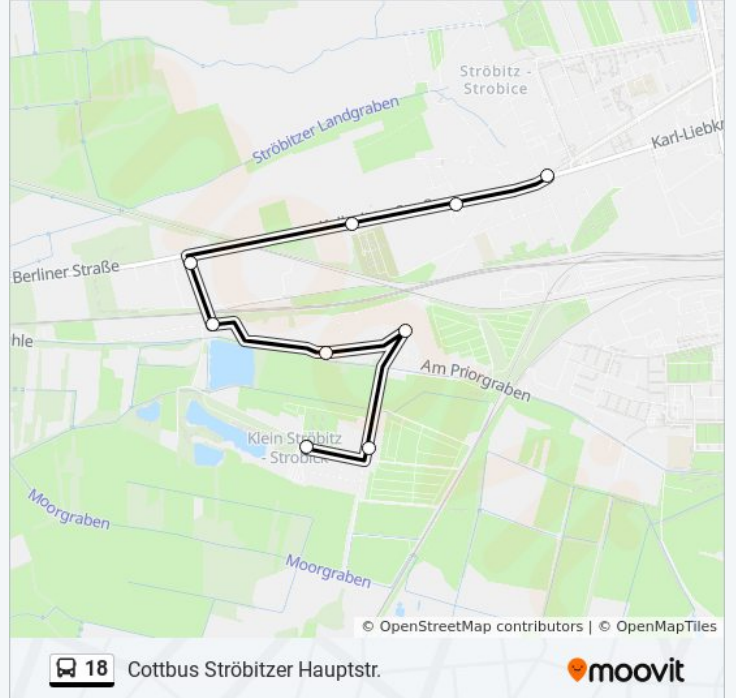 Ströbitz -
Strobice
Ströbitzer Landgraben
Karl-Liebkr
Berliner Straße
hle
Am Priorgraben
Klein Ströbitz
- Strobick
Moorgraben
Moorgraben
© OpenStreetMap contributors | © OpenMapTiles
18 Cottbus Ströbitzer Hauptstr.
moovit